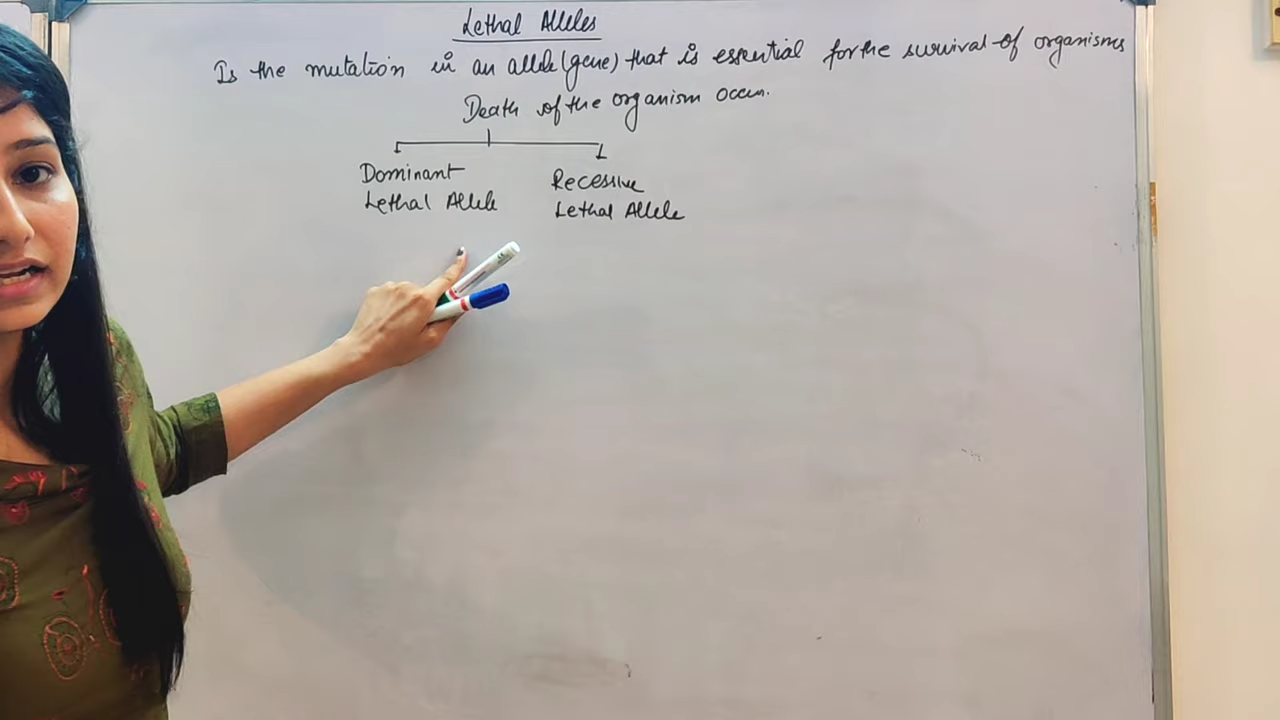 Lethal Alleles
Is the mutation in an allele (gene) that is essential for the survival of organisms
Death of the organism occur.
Dominant Recessive
Lethal Allele Lethal Allele